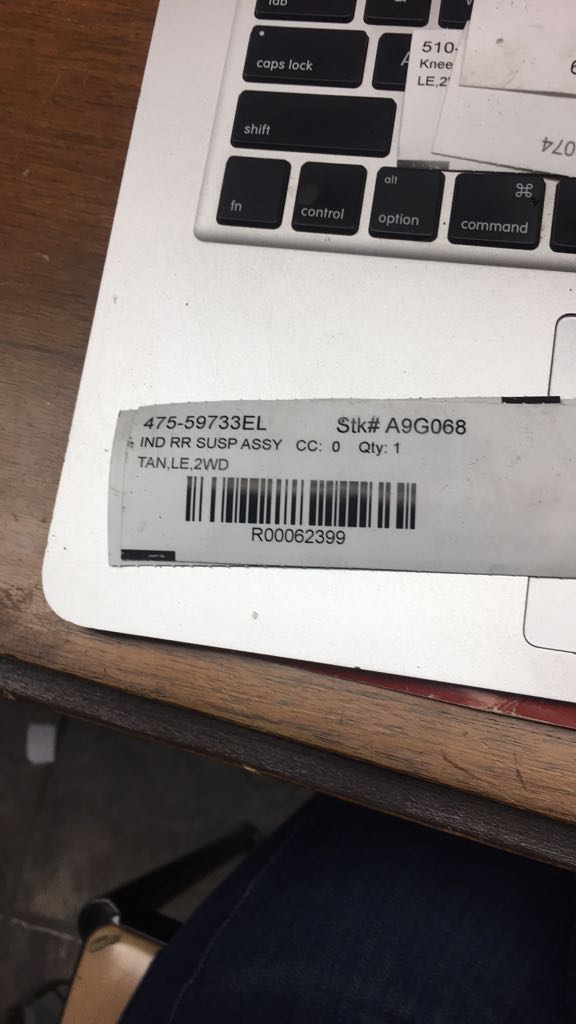 tab
caps lock
A
510-
Knee
LE,2
shift
074
fn
control
alt
option
⌘
command
475-59733EL Stk# A9G068
IND RR SUSP ASSY CC: 0 Qty: 1
TAN,LE,2WD
R00062399